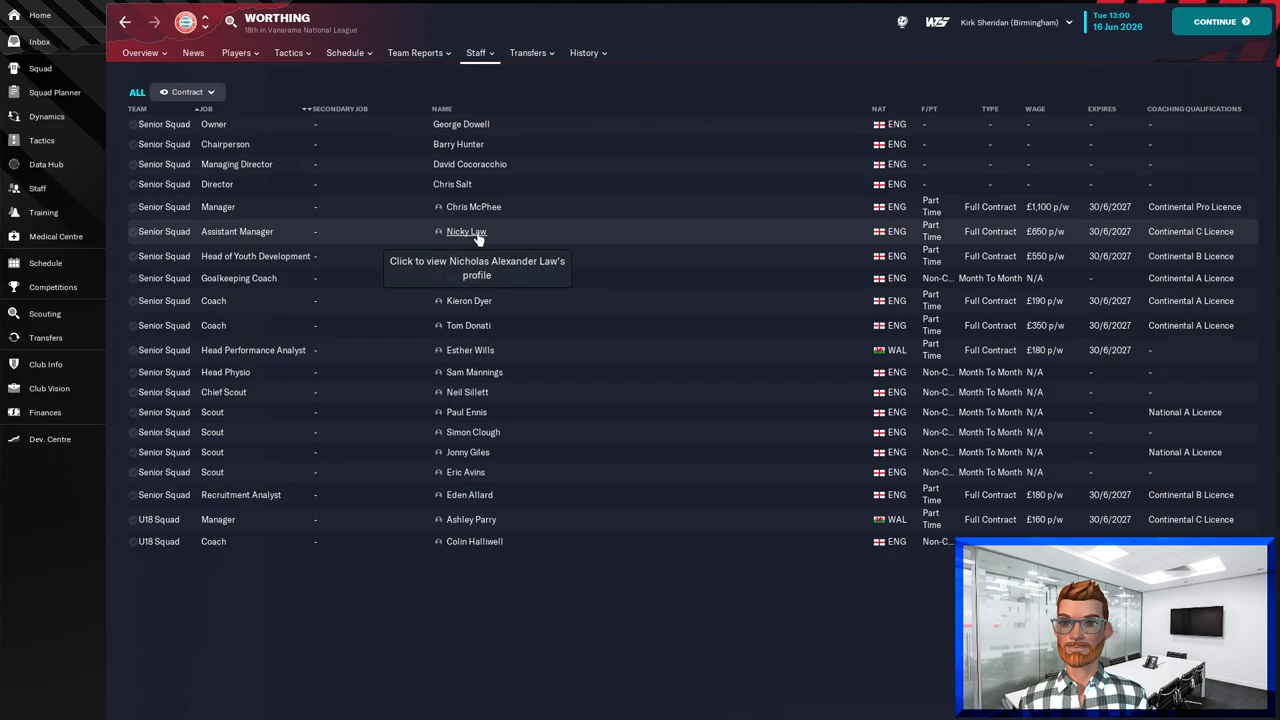 Home
Inbox
Squad
Squad Planner
Dynamics
Tactics
Data Hub
Staff
Training
Medical Centre
Schedule
Competitions
Scouting
Transfers
Club Info
Club Vision
Finances
Dev. Centre
WORTHING
18th in Vanarama National League
Kirk Sheridan (Birmingham)
Tue 13:00
16 Jun 2026
CONTINUE
Overview News Players Tactics Schedule Team Reports Staff Transfers History
ALL Contract
TEAM JOB SECONDARY JOB NAME NAT F/PT TYPE WAGE EXPIRES COACHING QUALIFICATIONS
Senior Squad Owner - George Dowell ENG - - - - -
Senior Squad Chairperson - Barry Hunter ENG - - - - -
Senior Squad Managing Director - David Cocoracchio ENG - - - - -
Senior Squad Director - Chris Salt ENG - - - - -
Senior Squad Manager - Chris McPhee ENG Part Time Full Contract £1,100 p/w 30/6/2027 Continental Pro Licence
Senior Squad Assistant Manager - Nicky Law ENG Part Time Full Contract £650 p/w 30/6/2027 Continental C Licence
Senior Squad Head of Youth Development - ENG Part Time Full Contract £550 p/w 30/6/2027 Continental B Licence
Click to view Nicholas Alexander Law's
profile
Senior Squad Goalkeeping Coach - ENG Non-C... Month To Month N/A - Continental A Licence
Senior Squad Coach - Kieron Dyer ENG Part Time Full Contract £190 p/w 30/6/2027 Continental A Licence
Senior Squad Coach - Tom Donati ENG Part Time Full Contract £350 p/w 30/6/2027 Continental A Licence
Senior Squad Head Performance Analyst - Esther Wills WAL Part Time Full Contract £180 p/w 30/6/2027 -
Senior Squad Head Physio - Sam Mannings ENG Non-C... Month To Month N/A - -
Senior Squad Chief Scout - Neil Sillett ENG Non-C... Month To Month N/A - -
Senior Squad Scout - Paul Ennis ENG Non-C... Month To Month N/A - National A Licence
Senior Squad Scout - Simon Clough ENG Non-C... Month To Month N/A - -
Senior Squad Scout - Jonny Giles ENG Non-C... Month To Month N/A - National A Licence
Senior Squad Scout - Eric Avins ENG Non-C... Month To Month N/A - -
Senior Squad Recruitment Analyst - Eden Allard ENG Part Time Full Contract £180 p/w 30/6/2027 Continental B Licence
U18 Squad Manager - Ashley Parry WAL Part Time Full Contract £160 p/w 30/6/2027 Continental C Licence
U18 Squad Coach - Colin Halliwell ENG Non-C...